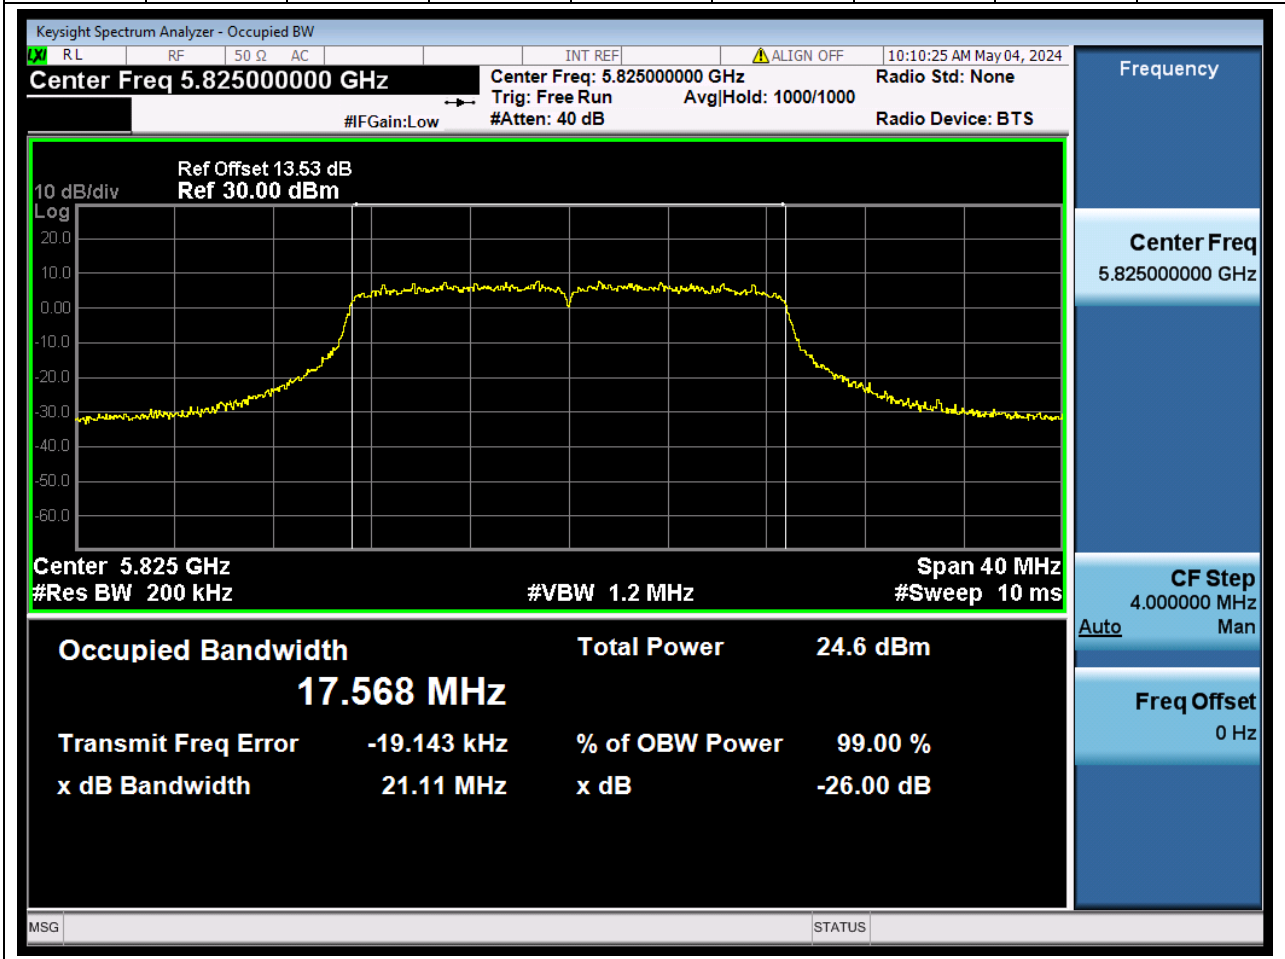 Keysight Spectrum Analyzer - Occupied BW
LXI RL RF 50 Ω AC INT REF ALIGN OFF 10:10:25 AM May 04, 2024
Center Freq 5.825000000 GHz
Center Freq: 5.825000000 GHz
Radio Std: None
Trig: Free Run Avg|Hold: 1000/1000
#IFGain:Low
#Atten: 40 dB
Radio Device: BTS
Ref Offset 13.53 dB
10 dB/div Ref 30.00 dBm
Log
20.0
10.0
0.00
-10.0
-20.0
-30.0
-40.0
-50.0
-60.0
Center 5.825 GHz Span 40 MHz
#Res BW 200 kHz #VBW 1.2 MHz #Sweep 10 ms
Occupied Bandwidth Total Power 24.6 dBm
17.568 MHz
Transmit Freq Error -19.143 kHz % of OBW Power 99.00 %
x dB Bandwidth 21.11 MHz x dB -26.00 dB
MSG STATUS
Frequency
Center Freq
5.825000000 GHz
CF Step
4.000000 MHz
Auto Man
Freq Offset
0 Hz